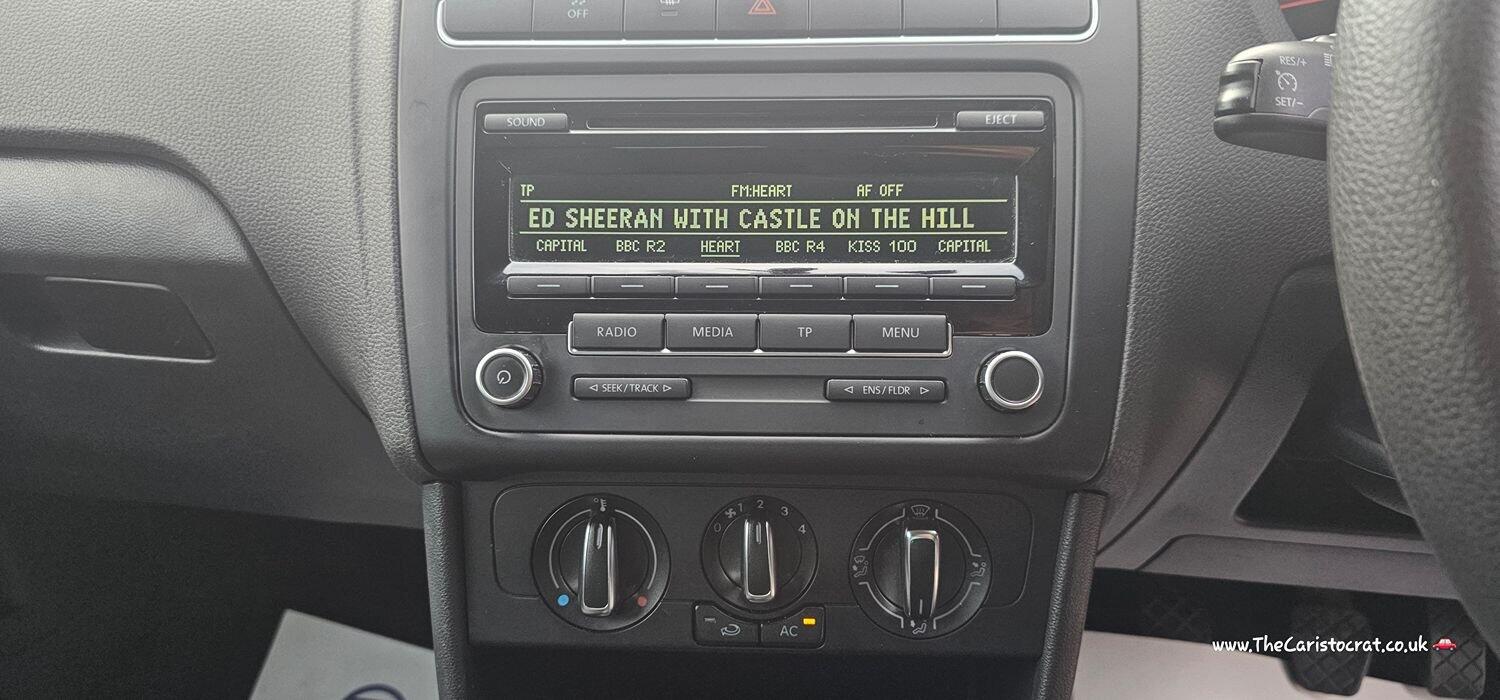 OFF
RES/+
SET/-
SOUND
EJECT
TP FM:HEART AF OFF
ED SHEERAN WITH CASTLE ON THE HILL
CAPITAL BBC R2 HEART BBC R4 KISS 100 CAPITAL
RADIO MEDIA TP MENU
SEEK/TRACK
ENS/FLDR
0 1 2 3 4
AC
www.TheCaristocrat.co.uk